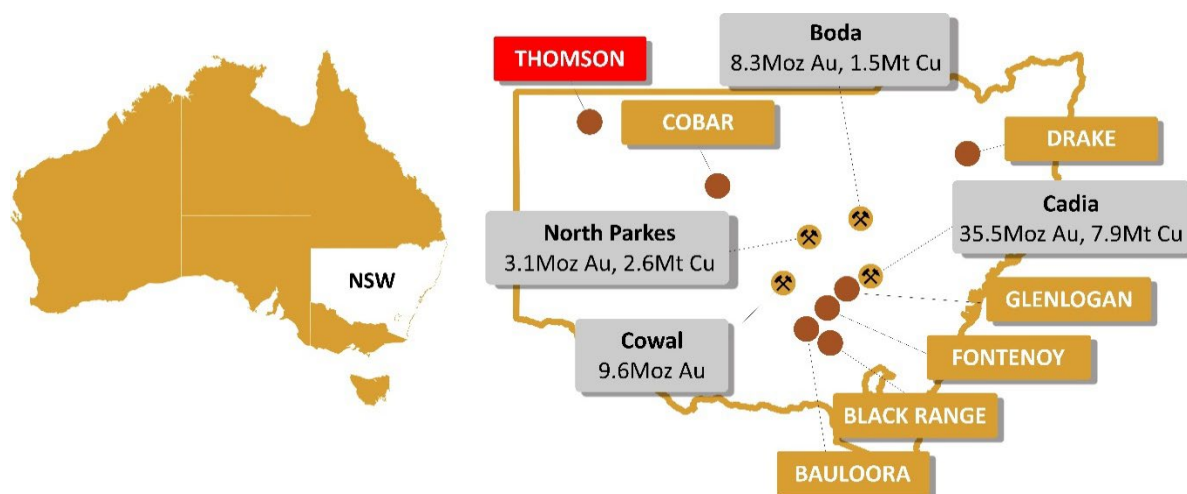 NSW
THOMSON
COBAR
Boda
8.3Moz Au, 1.5Mt Cu
DRAKE
North Parkes
3.1Moz Au, 2.6Mt Cu
Cadia
35.5Moz Au, 7.9Mt Cu
GLENLOGAN
Cowal
9.6Moz Au
FONTENOY
BLACK RANGE
BAULOORA